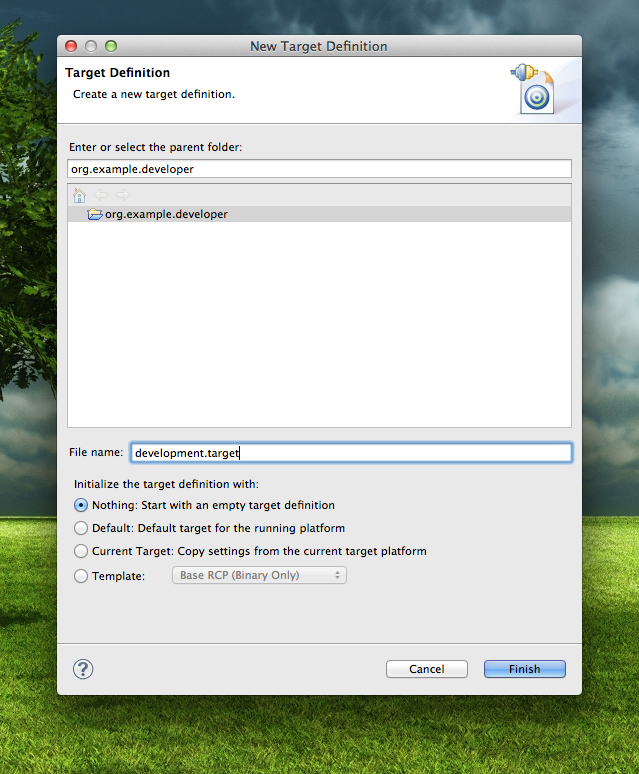 New Target Definition
Target Definition
Create a new target definition.
Enter or select the parent folder:
org.example.developer
org.example.developer
File name: development.target
Initialize the target definition with:
Nothing: Start with an empty target definition
Default: Default target for the running platform
Current Target: Copy settings from the current target platform
Template: Base RCP (Binary Only)
? Cancel Finish